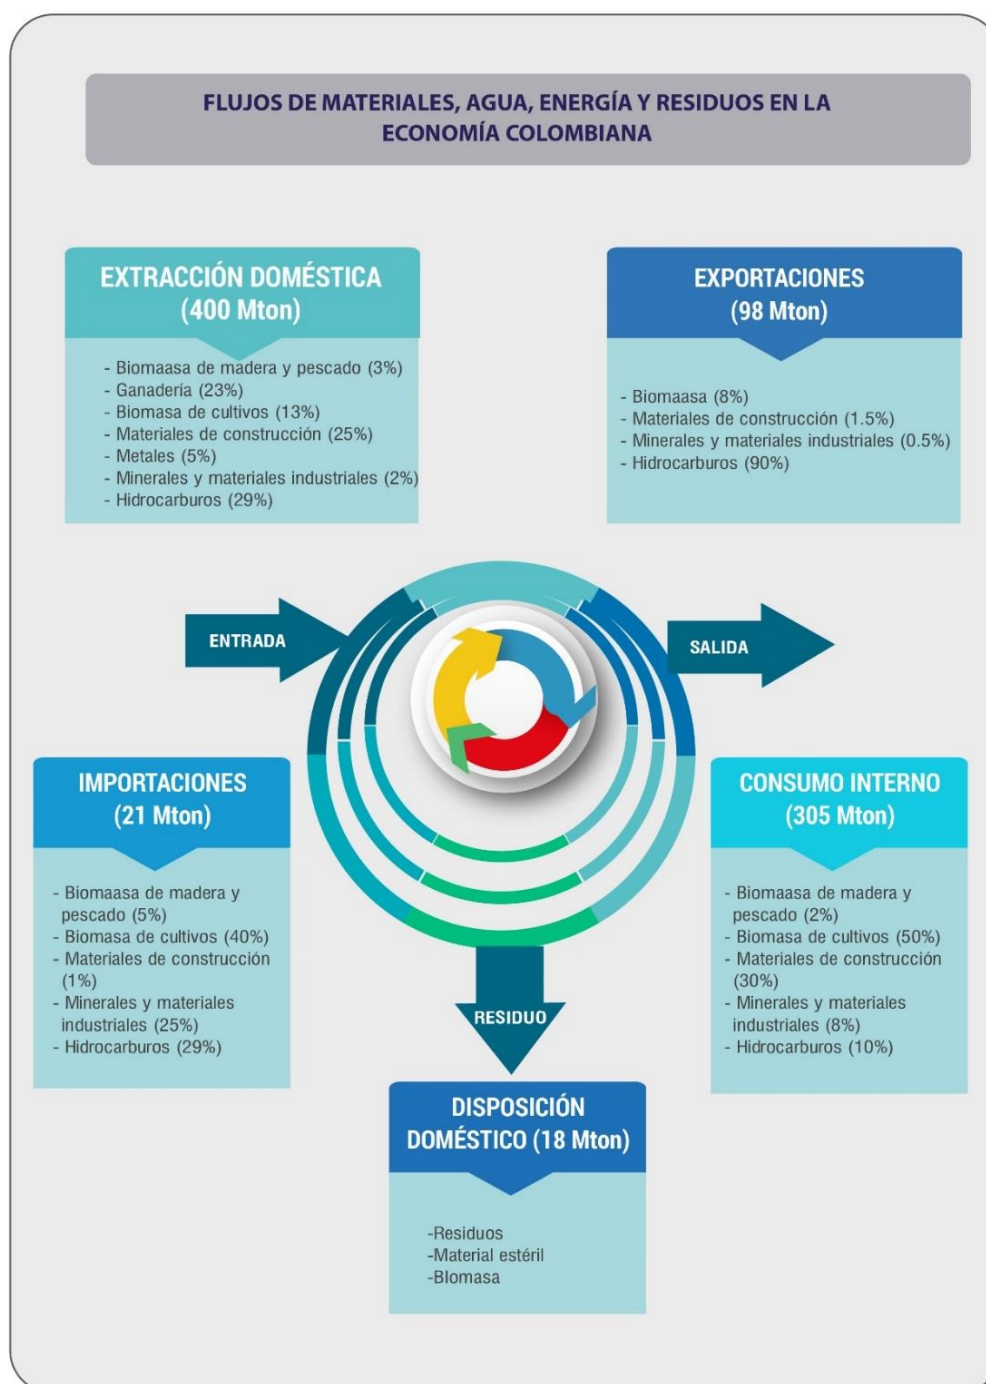 FLUJOS DE MATERIALES, AGUA, ENERGÍA Y RESIDUOS EN LA
ECONOMÍA COLOMBIANA
EXTRACCIÓN DOMÉSTICA
(400 Mton)
- Biomaasa de madera y pescado (3%)
- Ganadería (23%)
- Biomasa de cultivos (13%)
- Materiales de construcción (25%)
- Metales (5%)
- Minerales y materiales industriales (2%)
- Hidrocarburos (29%)
EXPORTACIONES
(98 Mton)
- Biomaasa (8%)
- Materiales de construcción (1.5%)
- Minerales y materiales industriales (0.5%)
- Hidrocarburos (90%)
ENTRADA
SALIDA
IMPORTACIONES
(21 Mton)
- Biomaasa de madera y
pescado (5%)
- Biomasa de cultivos (40%)
- Materiales de construcción
(1%)
- Minerales y materiales
industriales (25%)
- Hidrocarburos (29%)
CONSUMO INTERNO
(305 Mton)
- Biomaasa de madera y
pescado (2%)
- Biomasa de cultivos (50%)
- Materiales de construcción
(30%)
- Minerales y materiales
industriales (8%)
- Hidrocarburos (10%)
RESIDUO
DISPOSICIÓN
DOMÉSTICO (18 Mton)
-Residuos
-Material estéril
-BIomasa